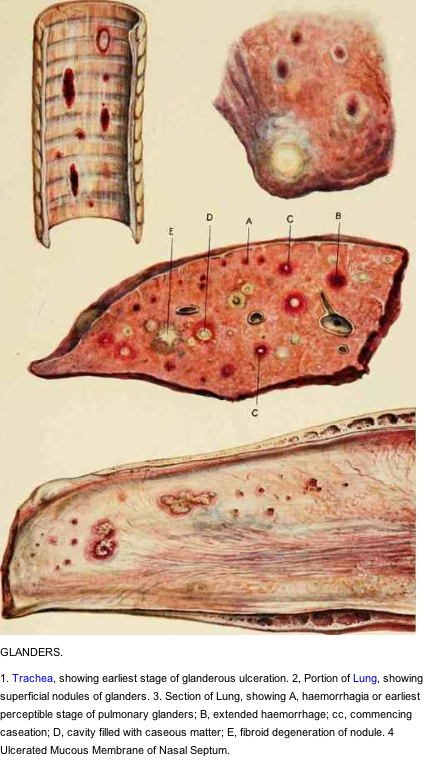 E
D
A
C
B
C
GLANDERS.
1. Trachea, showing earliest stage of glanderous ulceration. 2, Portion of Lung, showing
superficial nodules of glanders. 3. Section of Lung, showing A, haemorrhagia or earliest
perceptible stage of pulmonary glanders; B, extended haemorrhage; cc, commencing
caseation; D, cavity filled with caseous matter; E, fibroid degeneration of nodule. 4
Ulcerated Mucous Membrane of Nasal Septum.